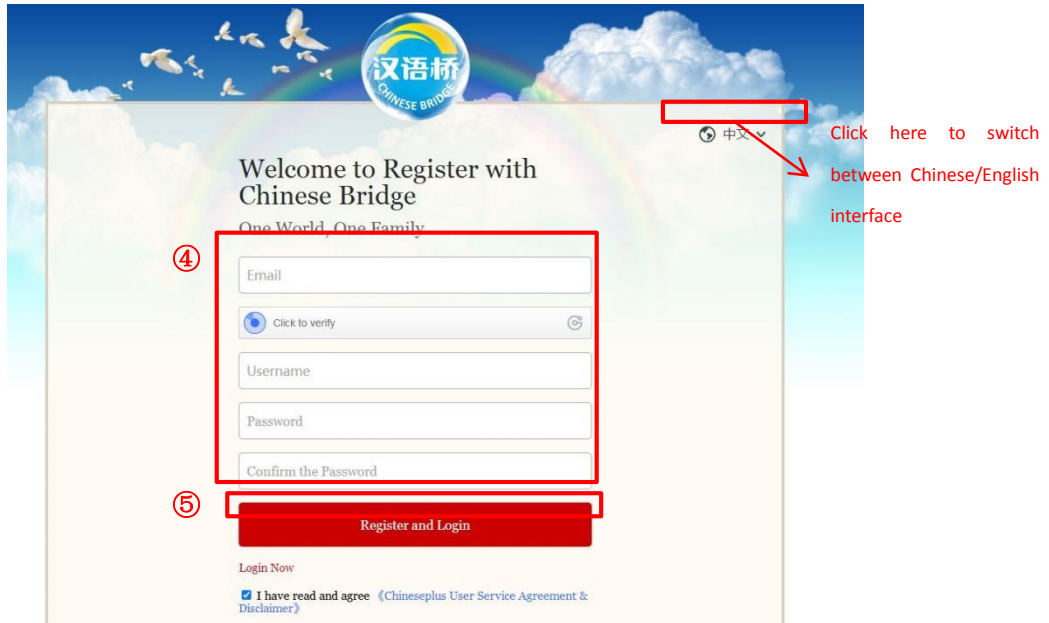 汉语桥
CHINESE BRIDGE
中文
Click here to switch
between Chinese/English
interface
Welcome to Register with
Chinese Bridge
One World, One Family
④
Email
Click to verify
Username
Password
Confirm the Password
⑤
Register and Login
Login Now
I have read and agree 《Chineseplus User Service Agreement &
Disclaimer》